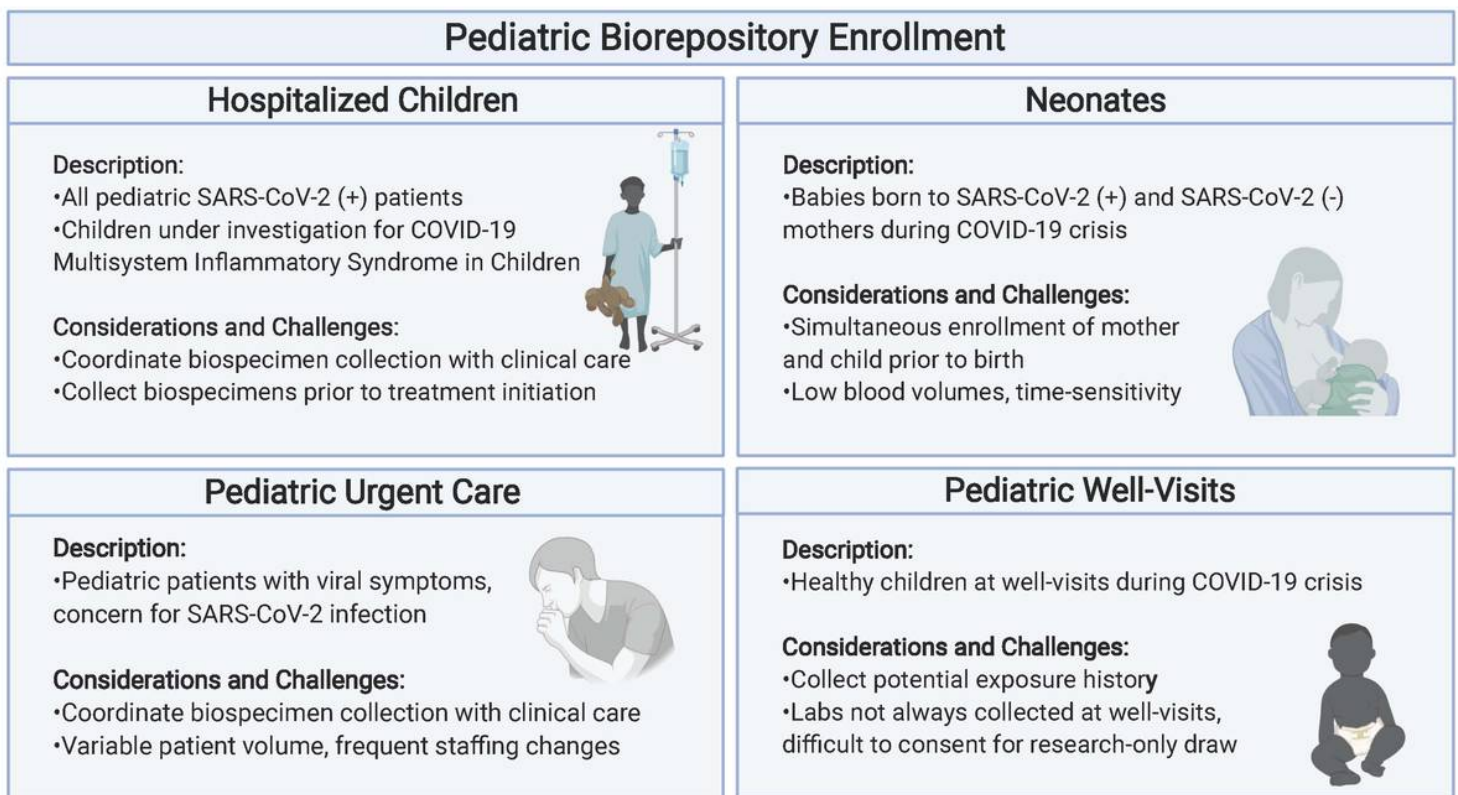 Pediatric Biorepository Enrollment
Hospitalized Children
Description:
•All pediatric SARS-CoV-2 (+) patients
•Children under investigation for COVID-19
Multisystem Inflammatory Syndrome in Children
Considerations and Challenges:
•Coordinate biospecimen collection with clinical care
•Collect biospecimens prior to treatment initiation
Neonates
Description:
•Babies born to SARS-CoV-2 (+) and SARS-CoV-2 (-)
mothers during COVID-19 crisis
Considerations and Challenges:
•Simultaneous enrollment of mother
and child prior to birth
•Low blood volumes, time-sensitivity
Pediatric Urgent Care
Description:
•Pediatric patients with viral symptoms,
concern for SARS-CoV-2 infection
Considerations and Challenges:
•Coordinate biospecimen collection with clinical care
•Variable patient volume, frequent staffing changes
Pediatric Well-Visits
Description:
•Healthy children at well-visits during COVID-19 crisis
Considerations and Challenges:
•Collect potential exposure history
•Labs not always collected at well-visits,
difficult to consent for research-only draw